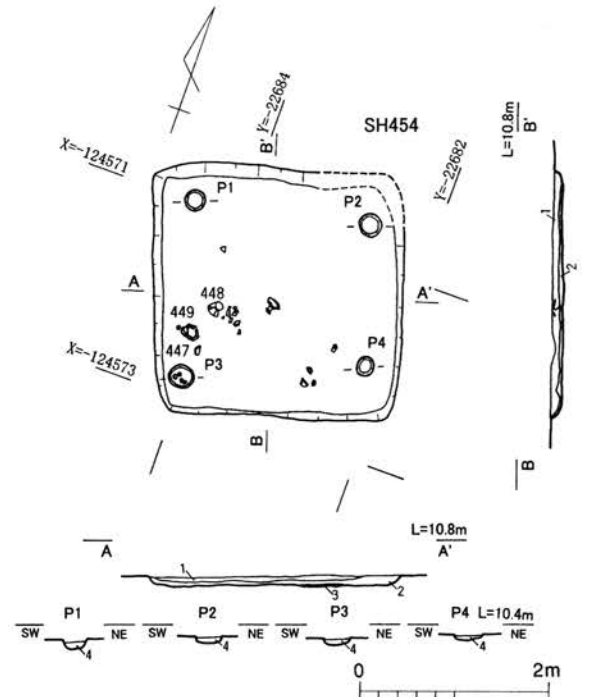 Y=-22684
B'
SH454
L=10.8m
B'
X=-124571
Y=-22682
P1
P2
1
2
A
A'
448
449
447
X=-124573
P3
P4
B
B
A
L=10.8m
A'
1
3
2
P1
P2
P3
P4
L=10.4m
SW
NE
SW
NE
SW
NE
SW
NE
4
4
4
4
0
2m